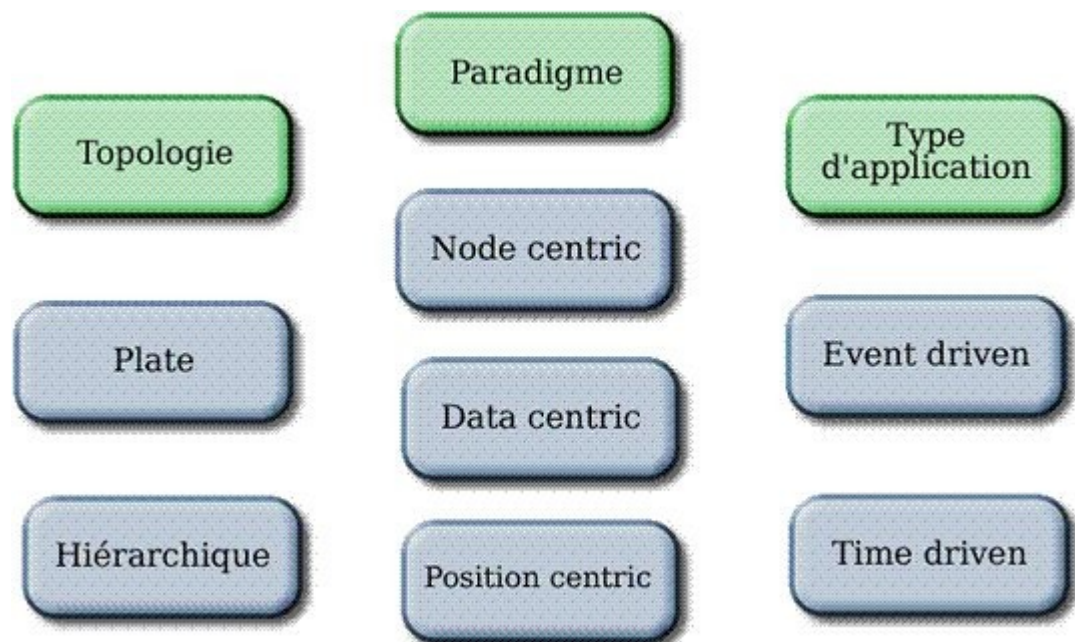 Topologie
Plate
Hiérarchique
Paradigme
Node centric
Data centric
Position centric
Type
d'application
Event driven
Time driven